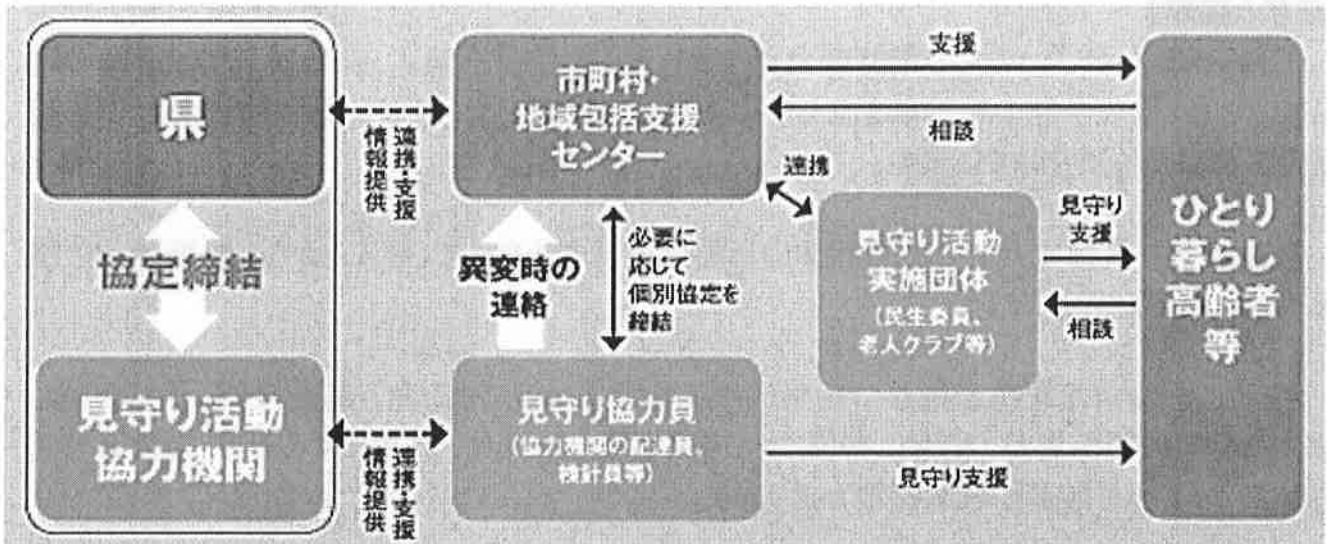 県
協定締結
見守り活動
協力機関
連携・支援
情報提供
連携・支援
情報提供
市町村・
地域包括支援
センター
異変時の
連絡
必要に
応じて
個別協定を
締結
見守り協力員
(協力機関の配達員、
検針員等)
支援
相談
連携
見守り活動
実施団体
(民生委員、
老人クラブ等)
見守り
支援
相談
見守り支援
ひとり
暮らし
高齢者
等